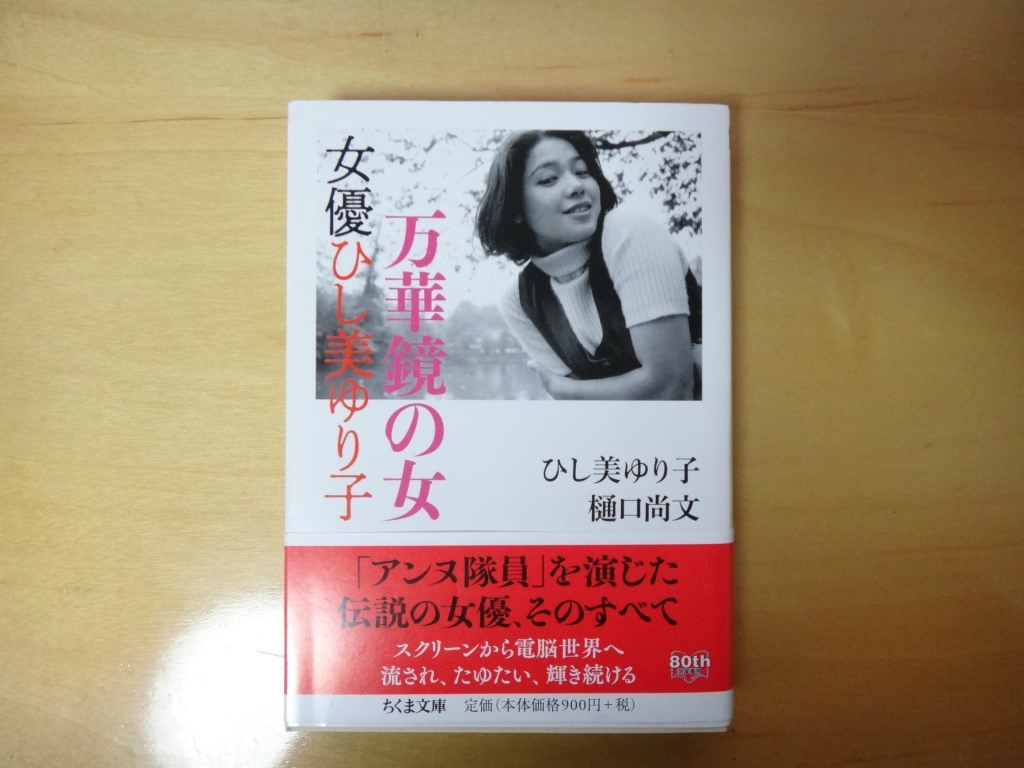 万華鏡の女
女優ひし美ゆり子
ひし美ゆり子
樋口尚文
「アンヌ隊員」を演じた
伝説の女優、そのすべて
スクリーンから電脳世界へ
流され、たゆたい、輝き続ける
80th
ちくま文庫 定価(本体価格900円+税)